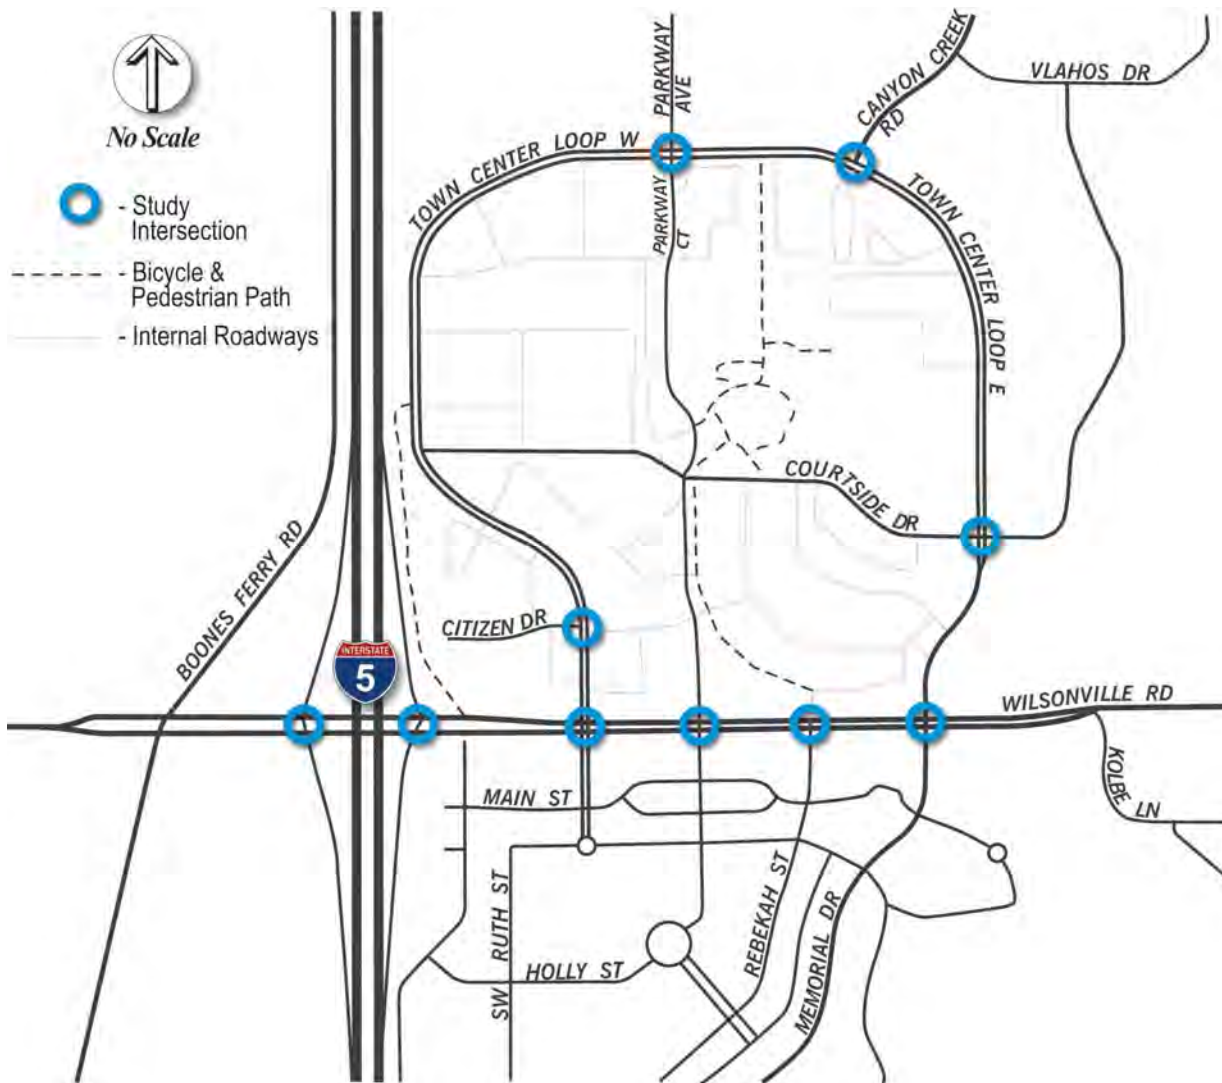 No Scale
- Study
Intersection
- Bicycle &
Pedestrian Path
- Internal Roadways
PARKWAY
AVE
CANYON CREEK
RD
VLAHOS DR
TOWN CENTER LOOP W
PARKWAY
CT
TOWN CENTER LOOP E
COURTSIDE DR
BOONES FERRY RD
CITIZEN DR
INTERSTATE
5
WILSONVILLE RD
KOLBE LN
MAIN ST
SW RUTH ST
HOLLY ST
REBEKAH ST
MEMORIAL DR